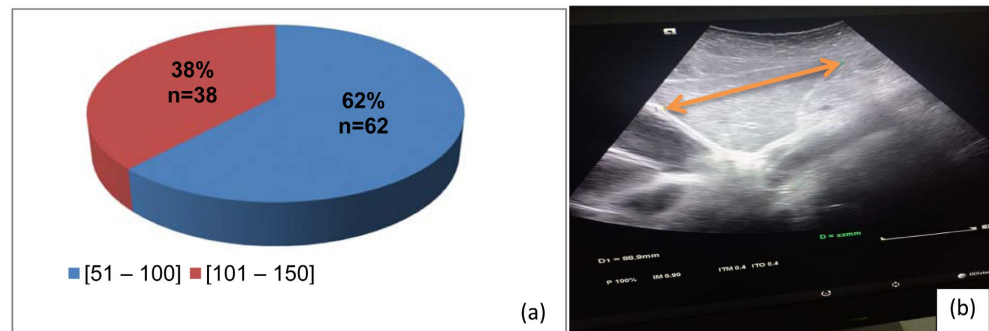 38%
n=38
62%
n=62
[51 – 100] [101 – 150]
(a)
D = xxmm
D1 = 98.9mm
P 100% IM 0.90 ITM 0.4 ITO 0.4
(b)